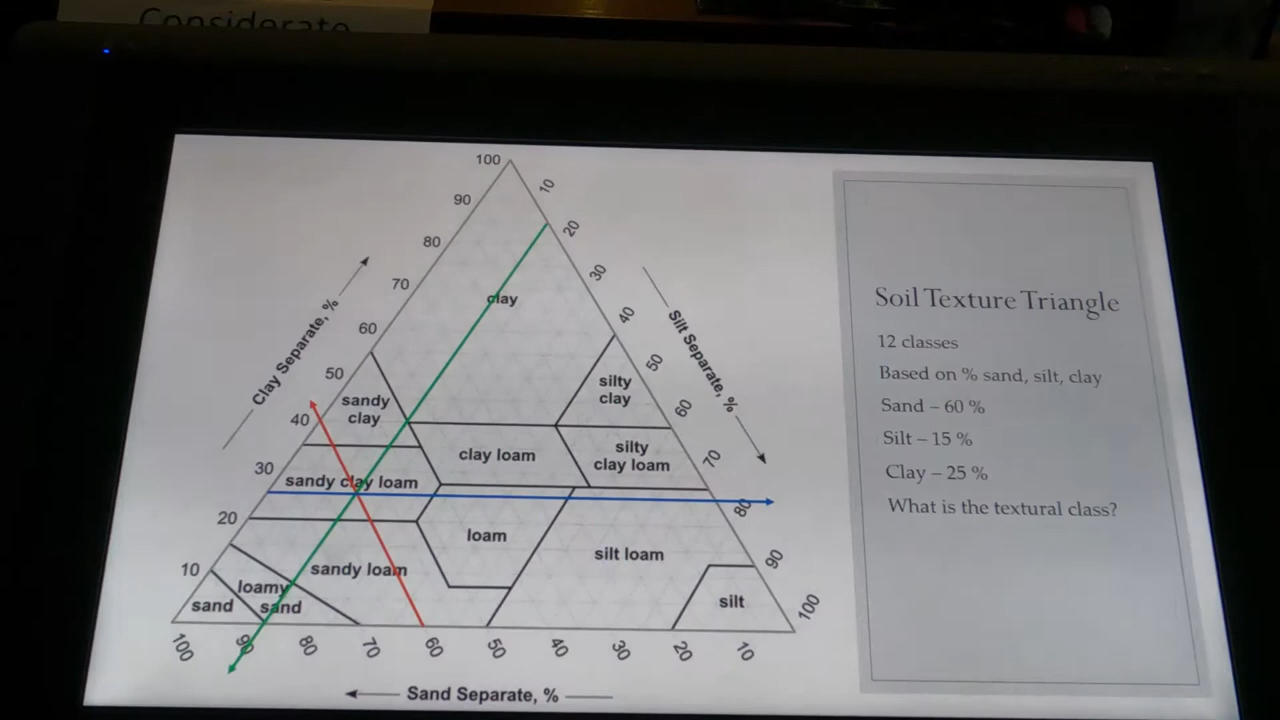 Considerate
100
90
80
70
60
50
40
30
20
10
Clay Separate, %
10
20
30
40
50
60
70
80
90
100
Silt Separate, %
clay
silty
clay
sandy
clay
clay loam
silty
clay loam
sandy clay loam
loam
silt loam
sandy loam
loamy
sand
sand
silt
100
90
80
70
60
50
40
30
20
10
Sand Separate, %
Soil Texture Triangle
12 classes
Based on % sand, silt, clay
Sand – 60 %
Silt – 15 %
Clay – 25 %
What is the textural class?